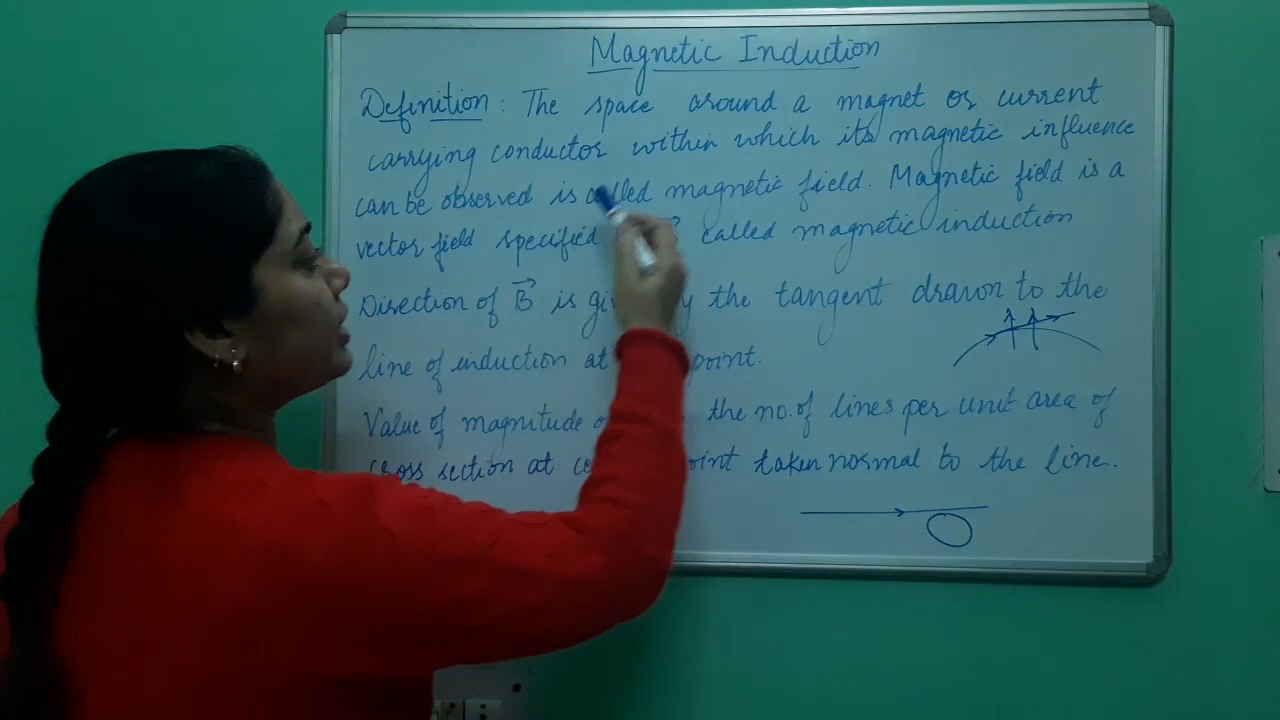 Magnetic Induction
Definition: The space around a magnet or current
carrying conductor within which its magnetic influence
can be observed is called magnetic field. Magnetic field is a
vector field specified called magnetic induction
Direction of B⃗ is the tangent drawn to the
line of induction at point.
Value of magnitude the no. of lines per unit area of
cross section at point taken normal to the line.